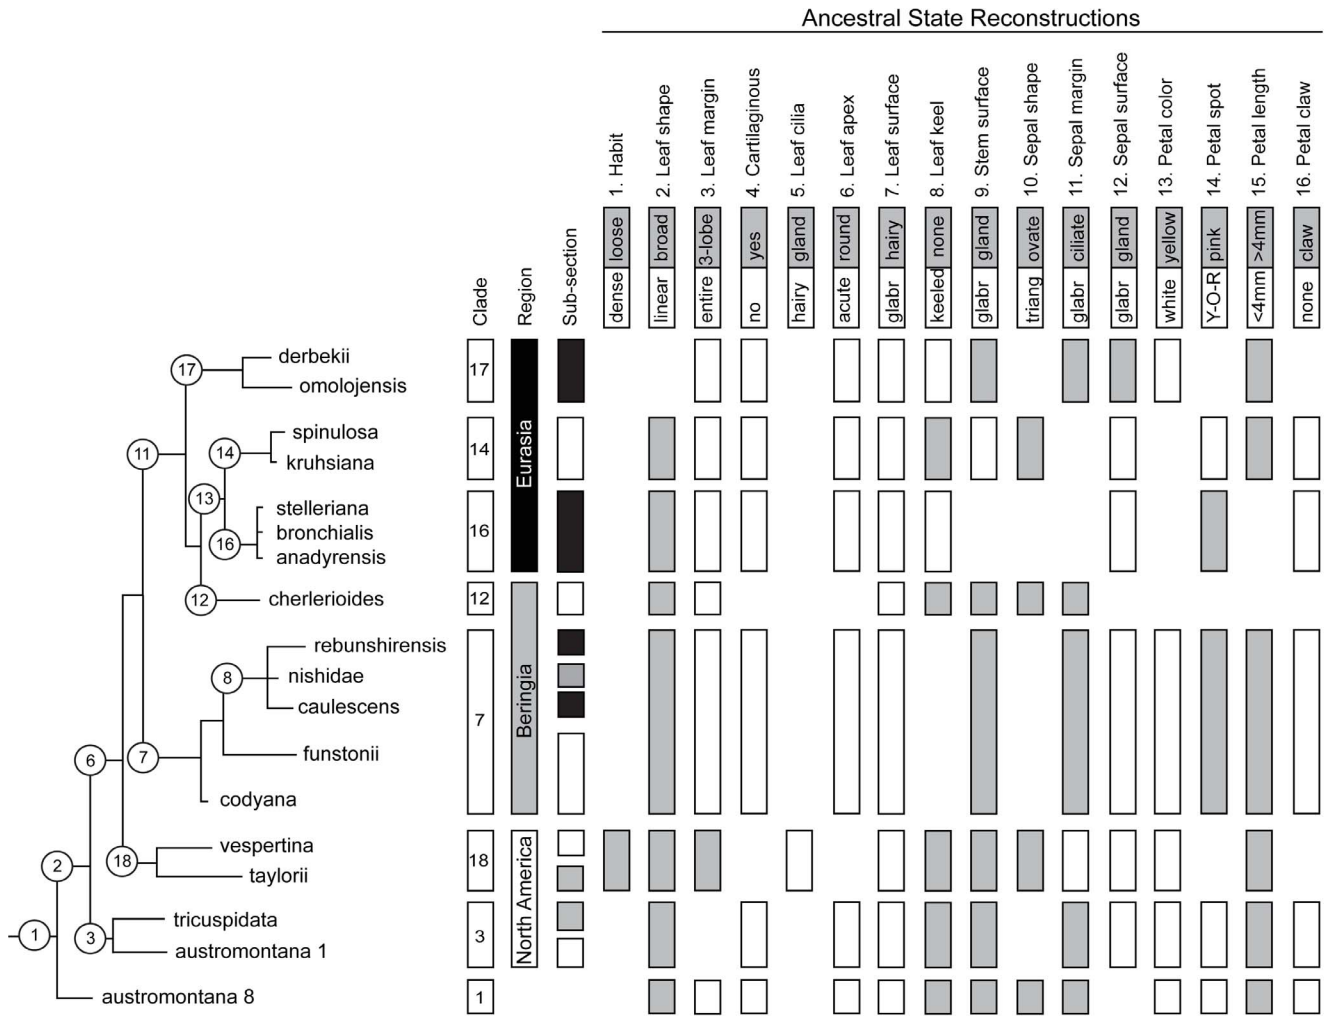 Ancestral State Reconstructions
Clade
Region
Sub-section
1. Habit
2. Leaf shape
3. Leaf margin
4. Cartilaginous
5. Leaf cilia
6. Leaf apex
7. Leaf surface
8. Leaf keel
9. Stem surface
10. Sepal shape
11. Sepal margin
12. Sepal surface
13. Petal color
14. Petal spot
15. Petal length
16. Petal claw
loose
broad
3-lobe
yes
gland
round
hairy
none
gland
ovate
ciliate
gland
yellow
pink
>4mm
claw
dense
linear
entire
no
hairy
acute
glabr
keeled
glabr
triang
glabr
glabr
white
Y-O-R
<4mm
none
derbekii
omolojensis
spinulosa
kruhsiana
stelleriana
bronchialis
anadyrensis
cherlerioides
rebunshirensis
nishidae
caulescens
funstonii
codyana
vespertina
taylorii
tricuspidata
austromontana 1
austromontana 8
17
11
14
13
16
12
8
6
7
2
18
1
3
17
14
16
12
7
18
3
1
Eurasia
Beringia
North America